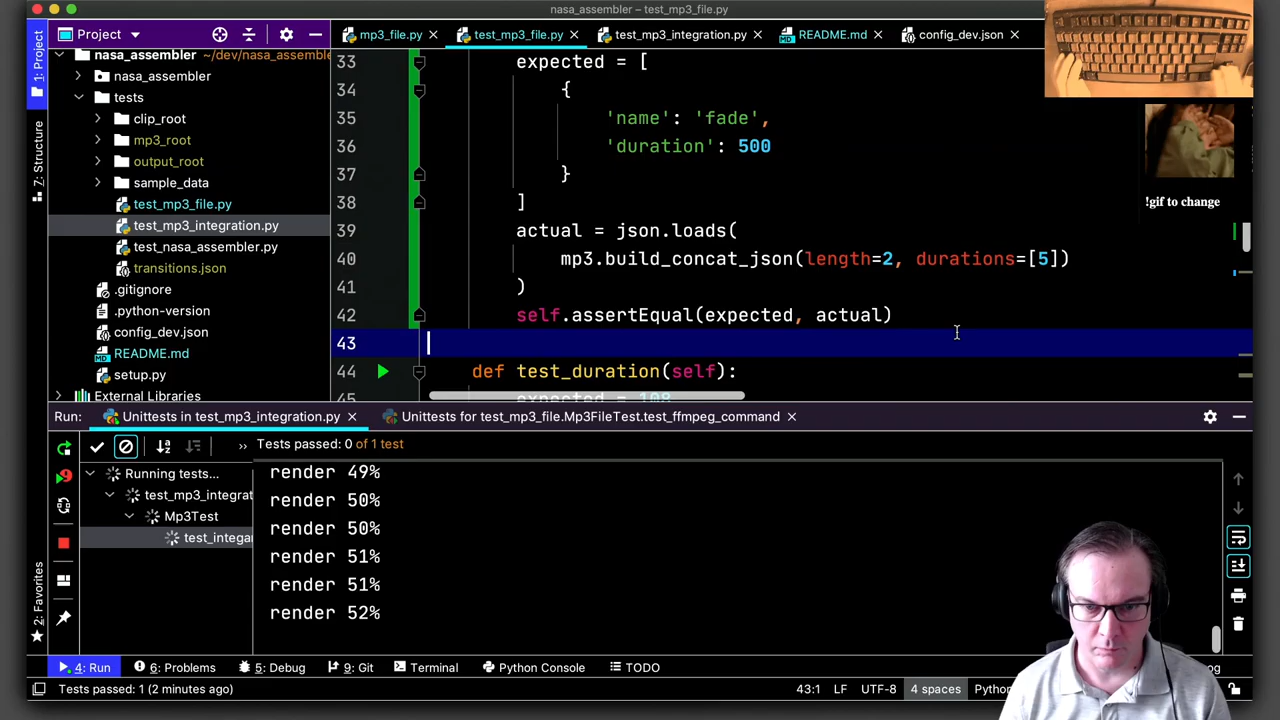 nasa_assembler – test_mp3_file.py
Project
mp3_file.py
test_mp3_file.py
test_mp3_integration.py
README.md
config_dev.json
1: Project
7: Structure
2: Favorites
nasa_assembler ~/dev/nasa_assemble
nasa_assembler
tests
clip_root
mp3_root
output_root
sample_data
test_mp3_file.py
test_mp3_integration.py
test_nasa_assembler.py
transitions.json
.gitignore
.python-version
config_dev.json
README.md
setup.py
External Libraries
33 expected = [
34 {
35 'name': 'fade',
36 'duration': 500
37 }
38 ]
39 actual = json.loads(
40 mp3.build_concat_json(length=2, durations=[5])
41 )
42 self.assertEqual(expected, actual)
43
44 def test_duration(self):
45 expected = 108
!gif to change
Run: Unittests in test_mp3_integration.py Unittests for test_mp3_file.Mp3FileTest.test_ffmpeg_command
» Tests passed: 0 of 1 test
Running tests...
test_mp3_integrat
Mp3Test
test_integar
render 49%
render 50%
render 50%
render 51%
render 51%
render 52%
4: Run 6: Problems 5: Debug 9: Git Terminal Python Console TODO
Tests passed: 1 (2 minutes ago) 43:1 LF UTF-8 4 spaces Python